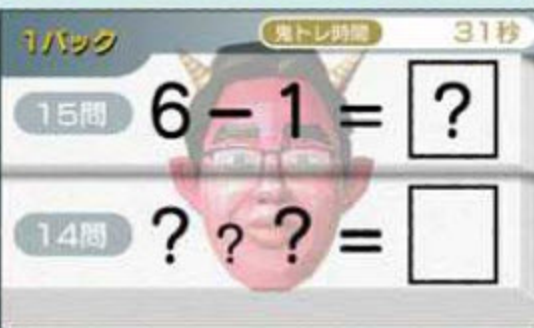 1バック
鬼トレ時間 31秒
15問 6 − 1 = ?
14問 ? ? ? =